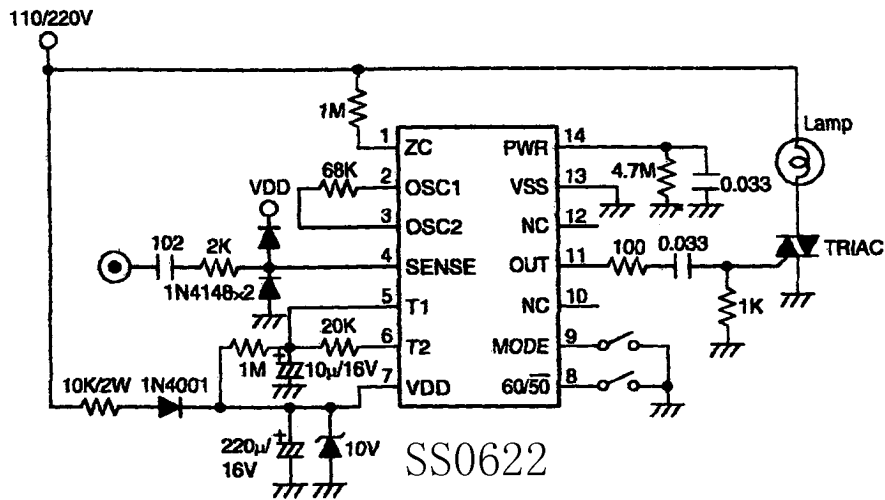 110/220V
1M
1
ZC
PWR
14
Lamp
68K
2
OSC1
VSS
13
4.7M
0.033
VDD
3
OSC2
NC
12
102
2K
4
SENSE
OUT
11
100
0.033
TRIAC
1N4148x2
5
T1
NC
10
1K
20K
6
T2
MODE
9
1M
+
10μ/16V
10K/2W
1N4001
7
VDD
60/50
8
220μ/
+
16V
10V
SS0622